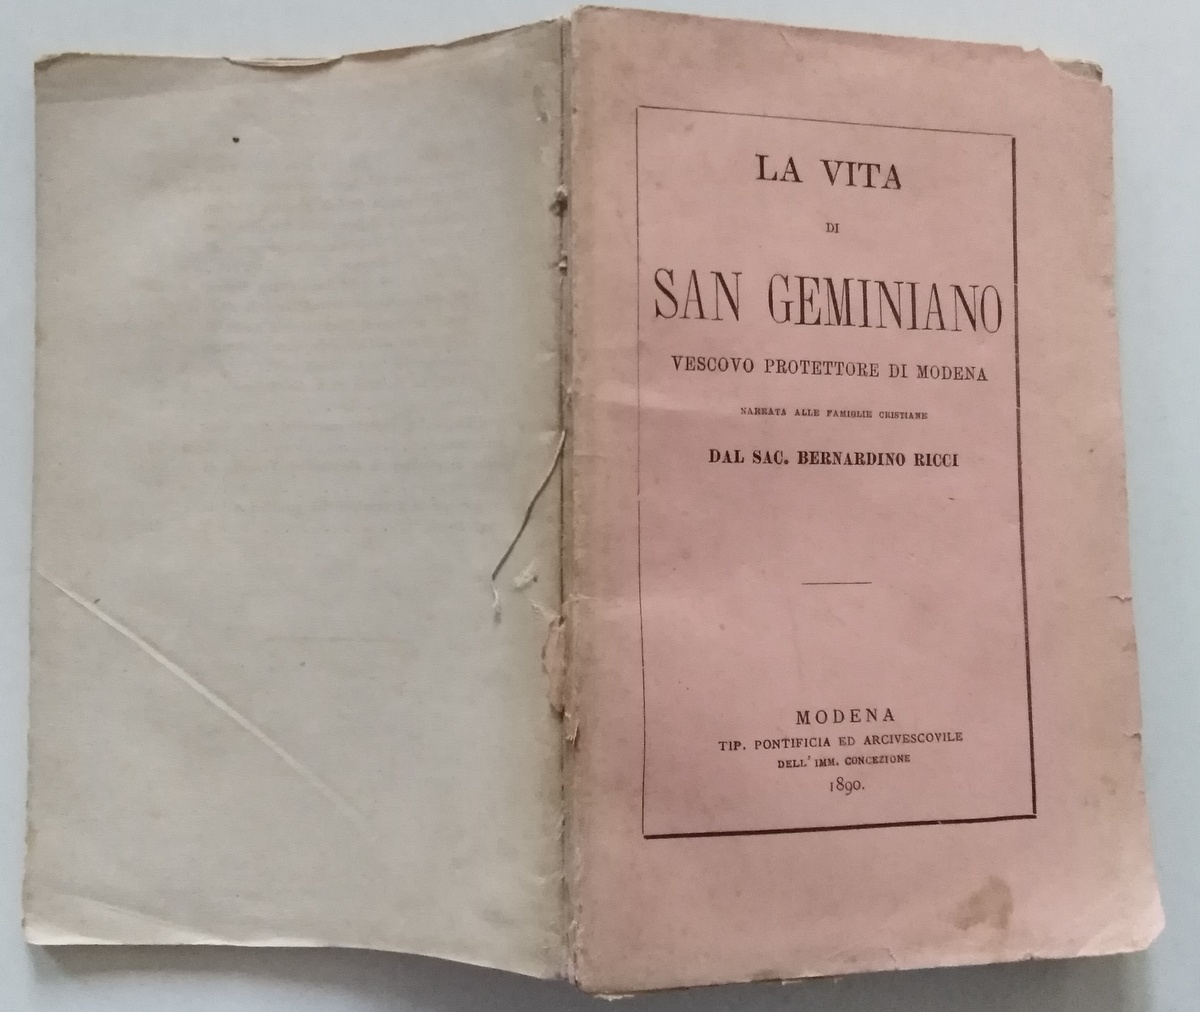 LA VITA
DI
SAN GEMINIANO
VESCOVO PROTETTORE DI MODENA
NARRATA ALLE FAMIGLIE CRISTIANE
DAL SAC. BERNARDINO RICCI
MODENA
TIP. PONTIFICIA ED ARCIVESCOVILE
DELL' IMM. CONCEZIONE
1890.